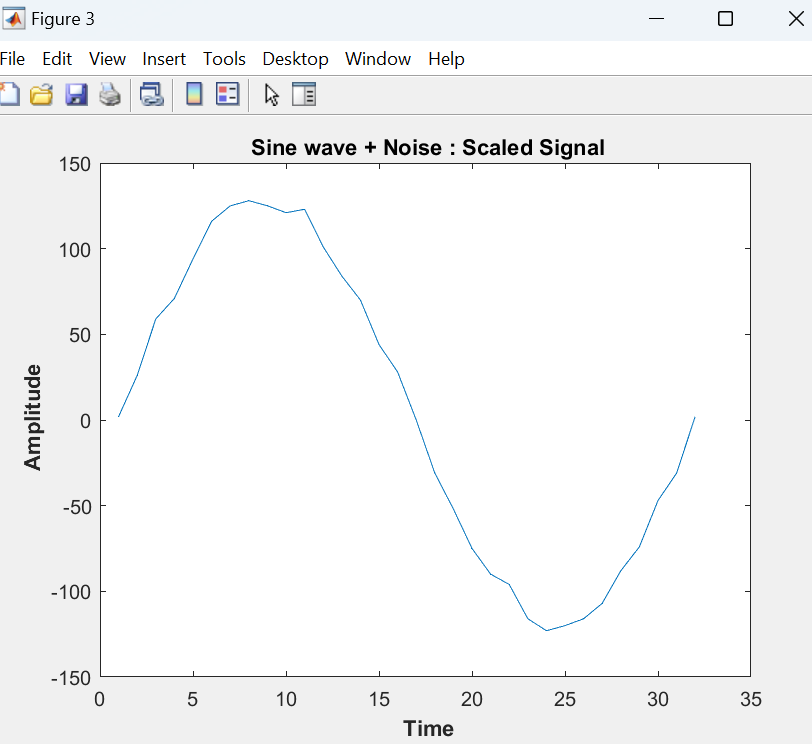 Figure 3
File Edit View Insert Tools Desktop Window Help
Sine wave + Noise : Scaled Signal
150
100
50
0
-50
-100
-150
Amplitude
0 5 10 15 20 25 30 35
Time